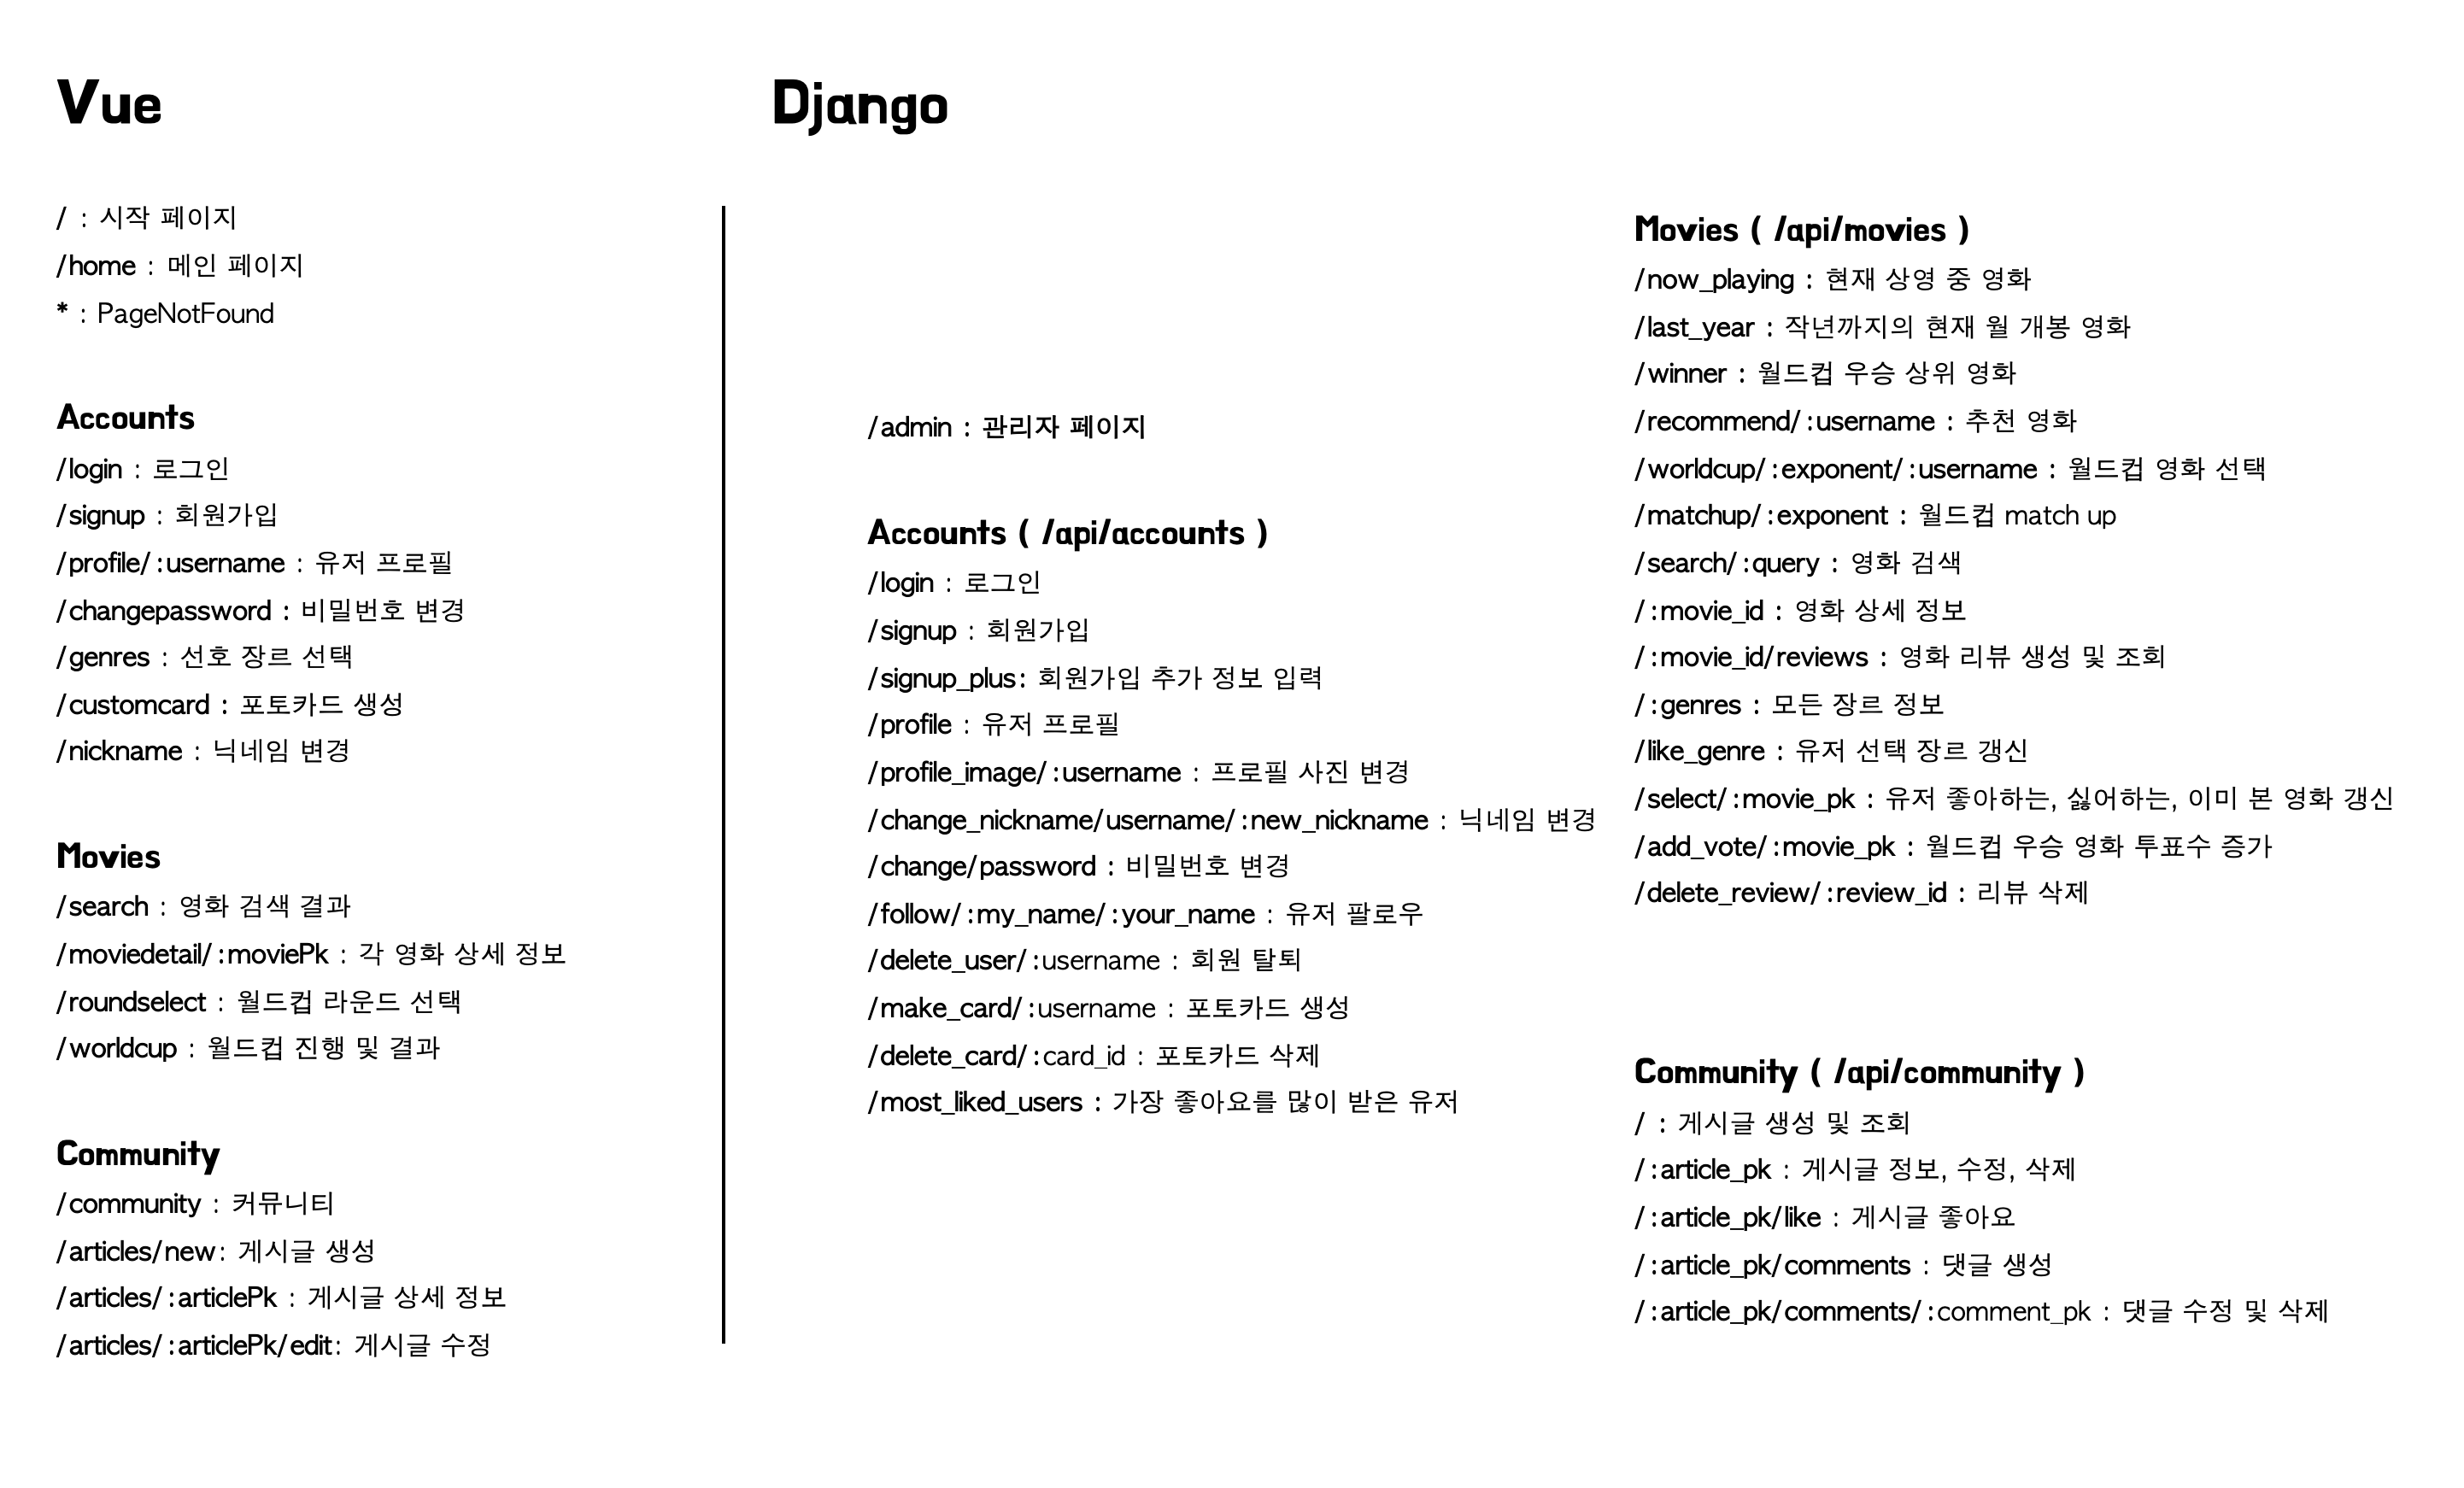 Vue
/ : 시작 페이지
/home : 메인 페이지
* : PageNotFound
Accounts
/login : 로그인
/signup : 회원가입
/profile/:username : 유저 프로필
/changepassword : 비밀번호 변경
/genres : 선호 장르 선택
/customcard : 포토카드 생성
/nickname : 닉네임 변경
Movies
/search : 영화 검색 결과
/moviedetail/:moviePk : 각 영화 상세 정보
/roundselect : 월드컵 라운드 선택
/worldcup : 월드컵 진행 및 결과
Community
/community : 커뮤니티
/articles/new: 게시글 생성
/articles/:articlePk : 게시글 상세 정보
/articles/:articlePk/edit: 게시글 수정
Django
/admin : 관리자 페이지
Accounts ( /api/accounts )
/login : 로그인
/signup : 회원가입
/signup_plus: 회원가입 추가 정보 입력
/profile : 유저 프로필
/profile_image/:username : 프로필 사진 변경
/change_nickname/username/:new_nickname : 닉네임 변경
/change/password : 비밀번호 변경
/follow/:my_name/:your_name : 유저 팔로우
/delete_user/:username : 회원 탈퇴
/make_card/:username : 포토카드 생성
/delete_card/:card_id : 포토카드 삭제
/most_liked_users : 가장 좋아요를 많이 받은 유저
Movies ( /api/movies )
/now_playing : 현재 상영 중 영화
/last_year : 작년까지의 현재 월 개봉 영화
/winner : 월드컵 우승 상위 영화
/recommend/:username : 추천 영화
/worldcup/:exponent/:username : 월드컵 영화 선택
/matchup/:exponent : 월드컵 match up
/search/:query : 영화 검색
/:movie_id : 영화 상세 정보
/:movie_id/reviews : 영화 리뷰 생성 및 조회
/:genres : 모든 장르 정보
/like_genre : 유저 선택 장르 갱신
/select/:movie_pk : 유저 좋아하는, 싫어하는, 이미 본 영화 갱신
/add_vote/:movie_pk : 월드컵 우승 영화 투표수 증가
/delete_review/:review_id : 리뷰 삭제
Community ( /api/community )
/ : 게시글 생성 및 조회
/:article_pk : 게시글 정보, 수정, 삭제
/:article_pk/like : 게시글 좋아요
/:article_pk/comments : 댓글 생성
/:article_pk/comments/:comment_pk : 댓글 수정 및 삭제